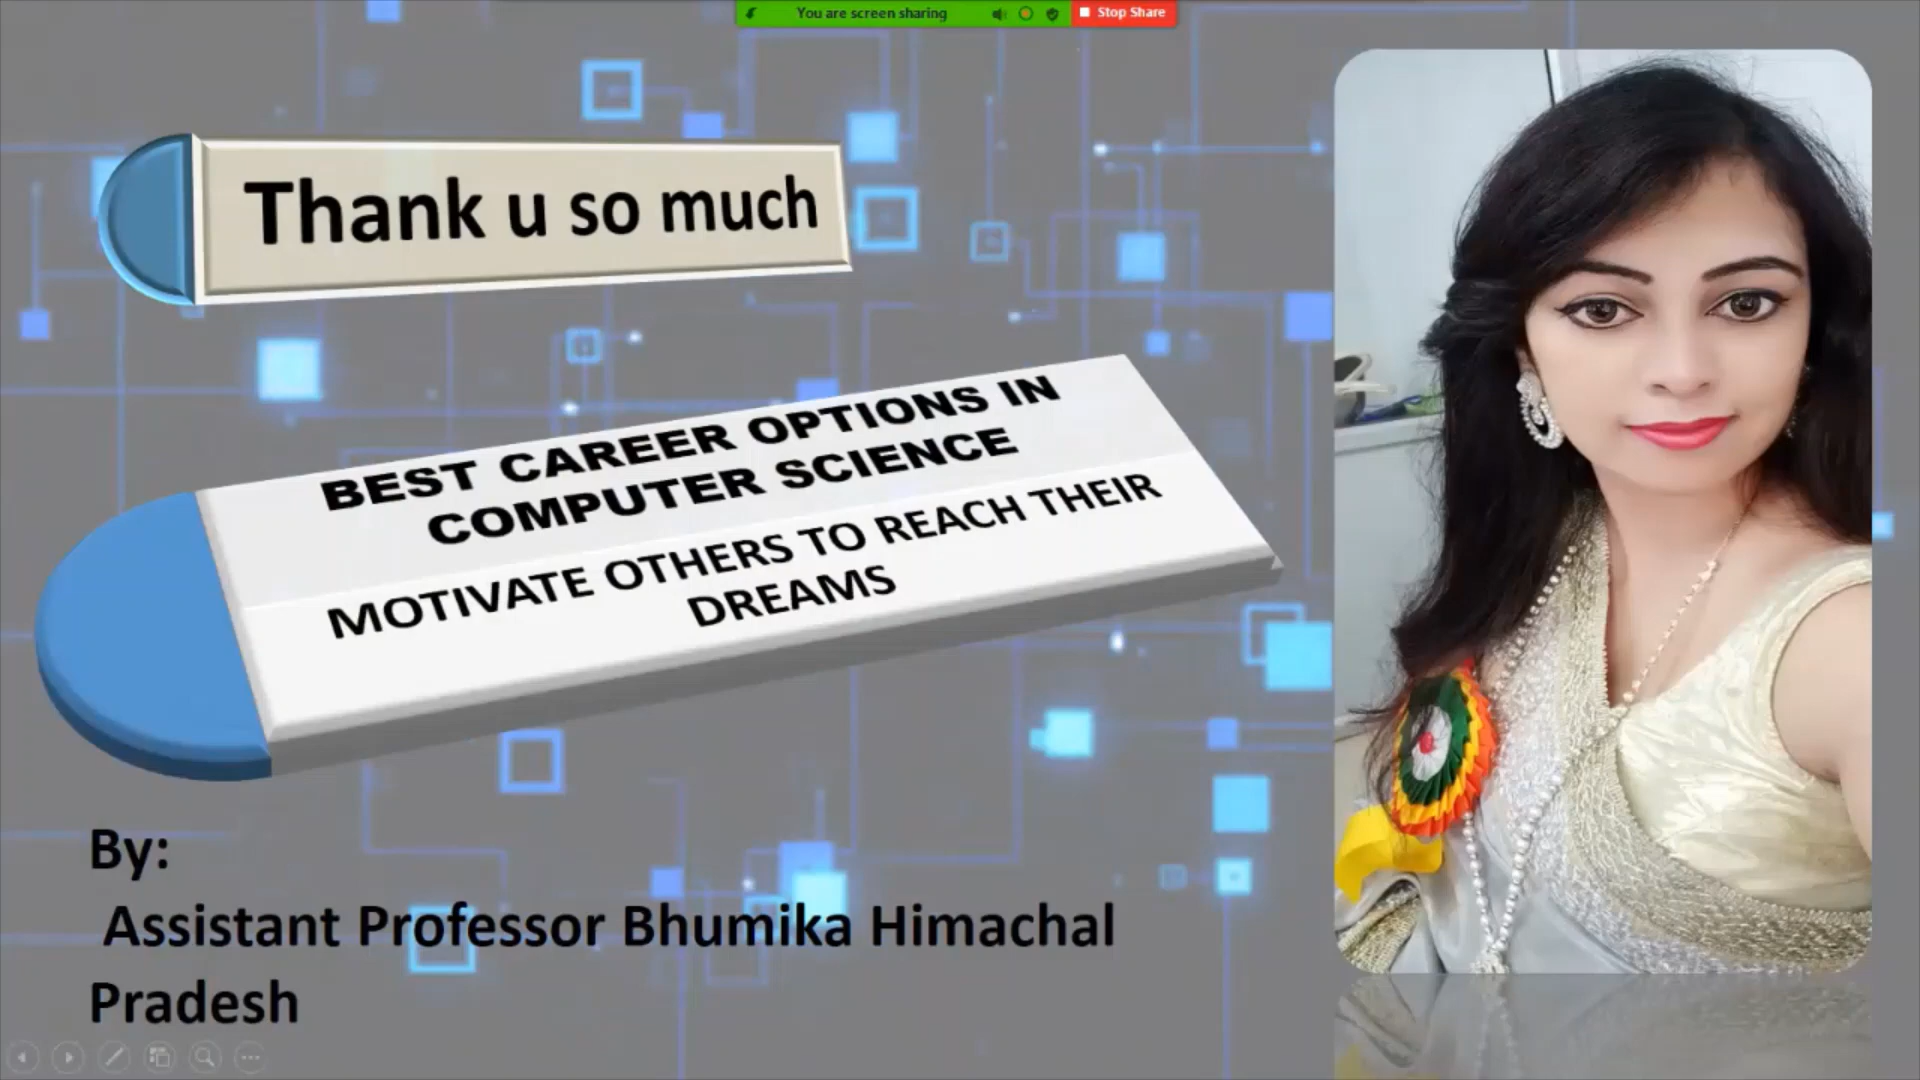 You are screen sharing
Stop Share
Thank u so much
BEST CAREER OPTIONS IN
COMPUTER SCIENCE
MOTIVATE OTHERS TO REACH THEIR
DREAMS
By:
Assistant Professor Bhumika Himachal
Pradesh